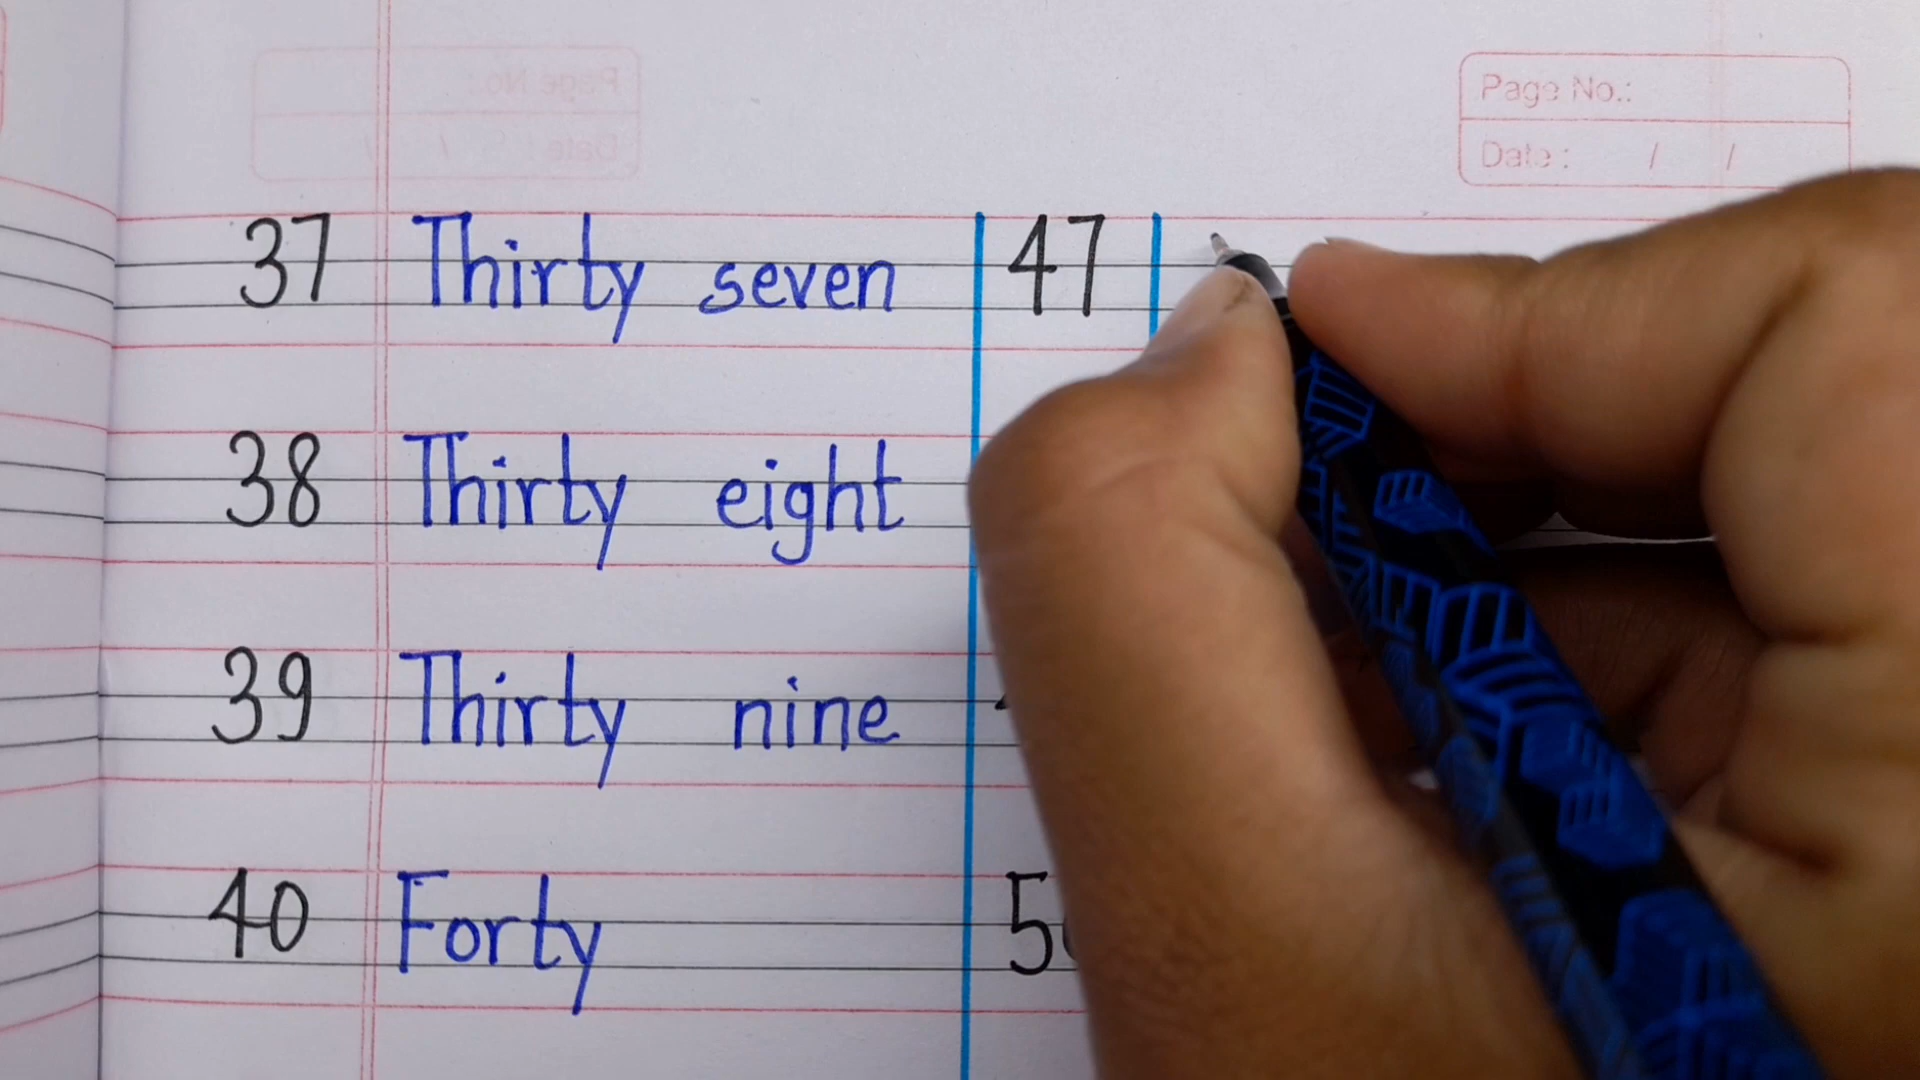 Page No.:
Date : / /
37 Thirty seven 47
38 Thirty eight
39 Thirty nine
40 Forty